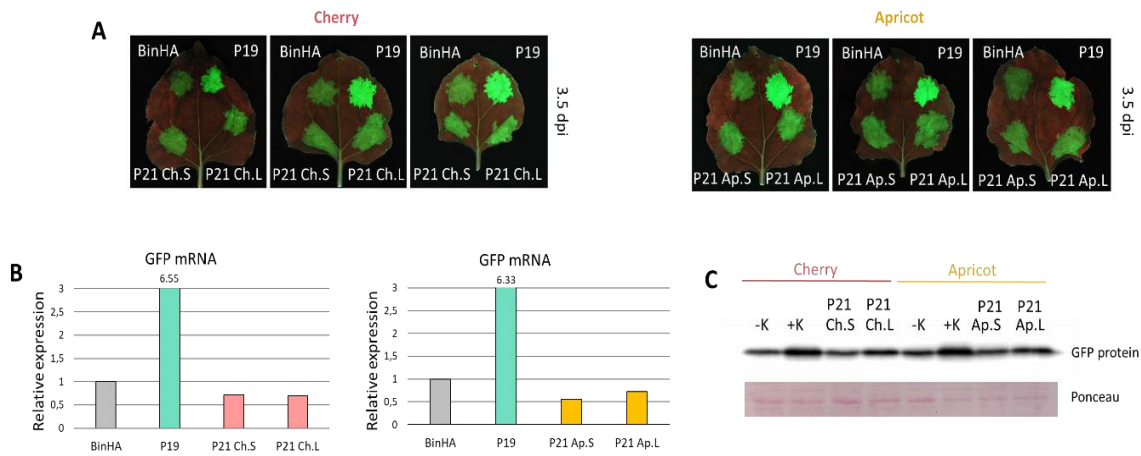 A
Cherry
Apricot
BinHA P19
BinHA P19
BinHA P19
P21 Ch.S P21 Ch.L
P21 Ch.S P21 Ch.L
P21 Ch.S P21 Ch.L
3.5 dpi
BinHA P19
BinHA P19
BinHA P19
P21 Ap.S P21 Ap.L
P21 Ap.S P21 Ap.L
P21 Ap.S P21 Ap.L
3.5 dpi
B
GFP mRNA
6.55
Relative expression
3
2,5
2
1,5
1
0,5
0
BinHA P19 P21 Ch.S P21 Ch.L
GFP mRNA
6.33
Relative expression
3
2,5
2
1,5
1
0,5
0
BinHA P19 P21 Ap.S P21 Ap.L
C
Cherry Apricot
P21 P21 P21 P21
-K +K Ch.S Ch.L -K +K Ap.S Ap.L
GFP protein
Ponceau